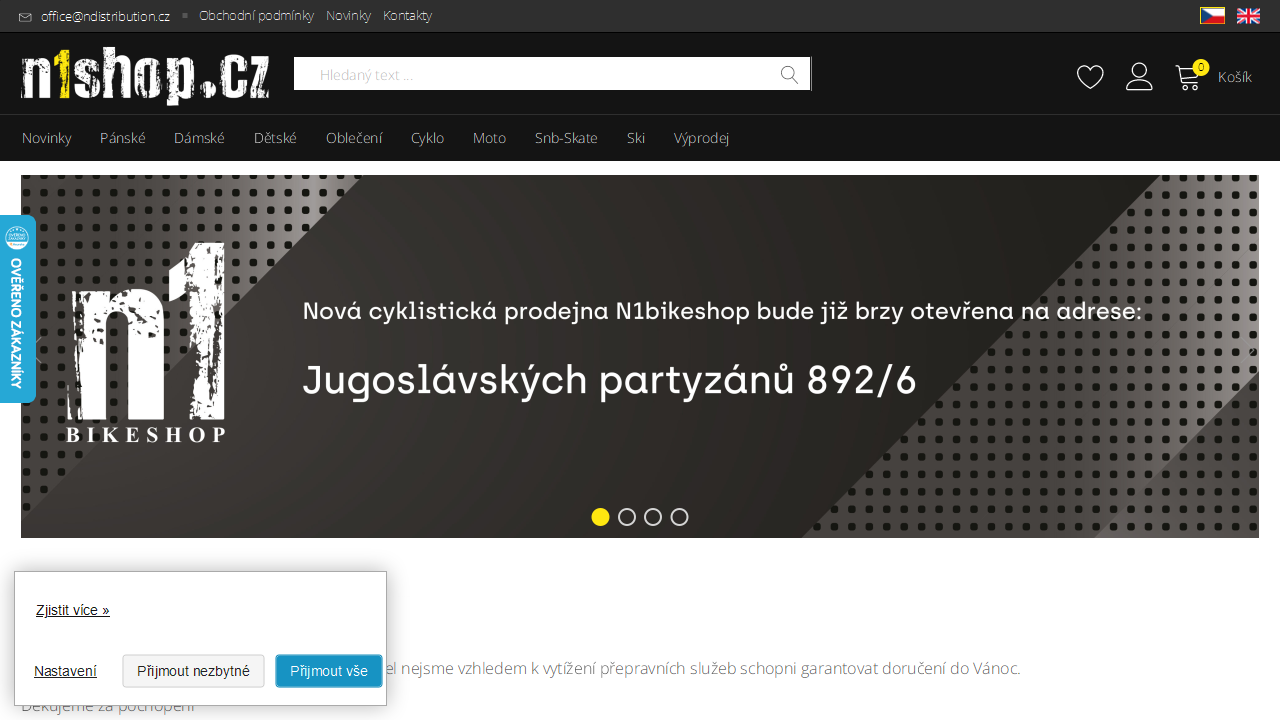 office@ndistribution.cz
Obchodní podmínky
Novinky
Kontakty
n1shop.cz
Hledaný text ...
0
Košík
Novinky
Pánské
Dámské
Dětské
Oblečení
Cyklo
Moto
Snb-Skate
Ski
Výprodej
OVĚŘENO ZÁKAZNÍKY
n1
BIKESHOP
Nová cyklistická prodejna N1bikeshop bude již brzy otevřena na adrese:
Jugoslávských partyzánů 892/6
Zjistit více »
Nastavení
Přijmout nezbytné
Přijmout vše
el nejsme vzhledem k vytížení přepravních služeb schopni garantovat doručení do Vánoc.
Děkujeme za pochopení